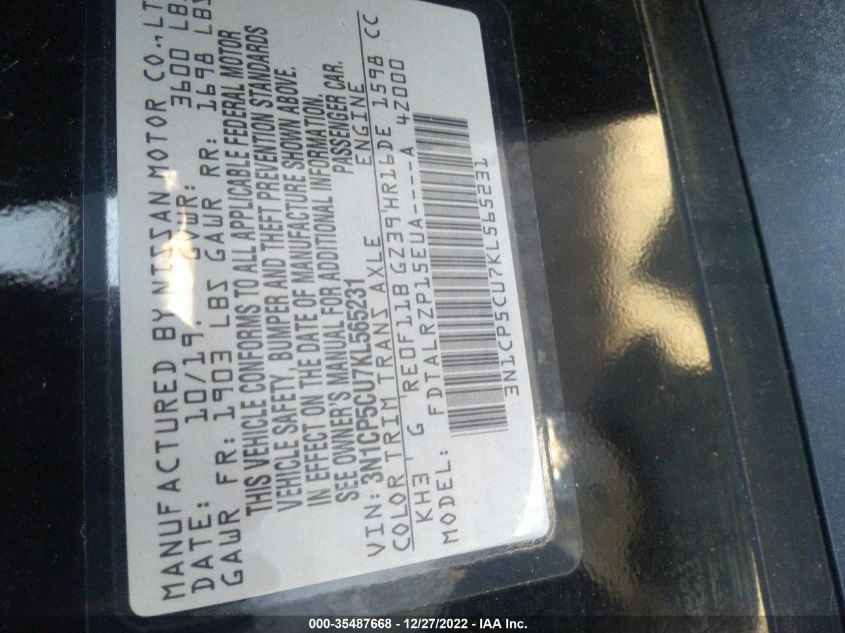 MANUFACTURED BY NISSAN MOTOR CO., LT
DATE: 10/19. GVWR: 3600 LB
GAWR FR: 1903 LBS GAWR RR: 1698 LBS
THIS VEHICLE CONFORMS TO ALL APPLICABLE FEDERAL MOTOR
VEHICLE SAFETY, BUMPER AND THEFT PREVENTION STANDARDS
IN EFFECT ON THE DATE OF MANUFACTURE SHOWN ABOVE.
SEE OWNER'S MANUAL FOR ADDITIONAL INFORMATION.
VIN: 3N1CP5CU7KL565231 PASSENGER CAR.
COLOR TRIM TRANS AXLE ENGINE
KH3 ' G 'RE0F11B GZ39'HR16DE 1598 CC
MODEL: FDTALRZP15EUA----A 4Z000
3N1CP5CU7KL565231
000-35487668 - 12/27/2022 - IAA Inc.